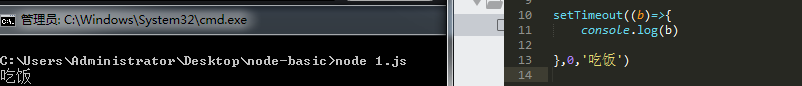 管理员: C:\Windows\System32\cmd.exe
C:\Users\Administrator\Desktop\node-basic>node 1.js
吃饭
9
10 setTimeout((b)=>{
11 console.log(b)
12
13 },0,'吃饭')
14